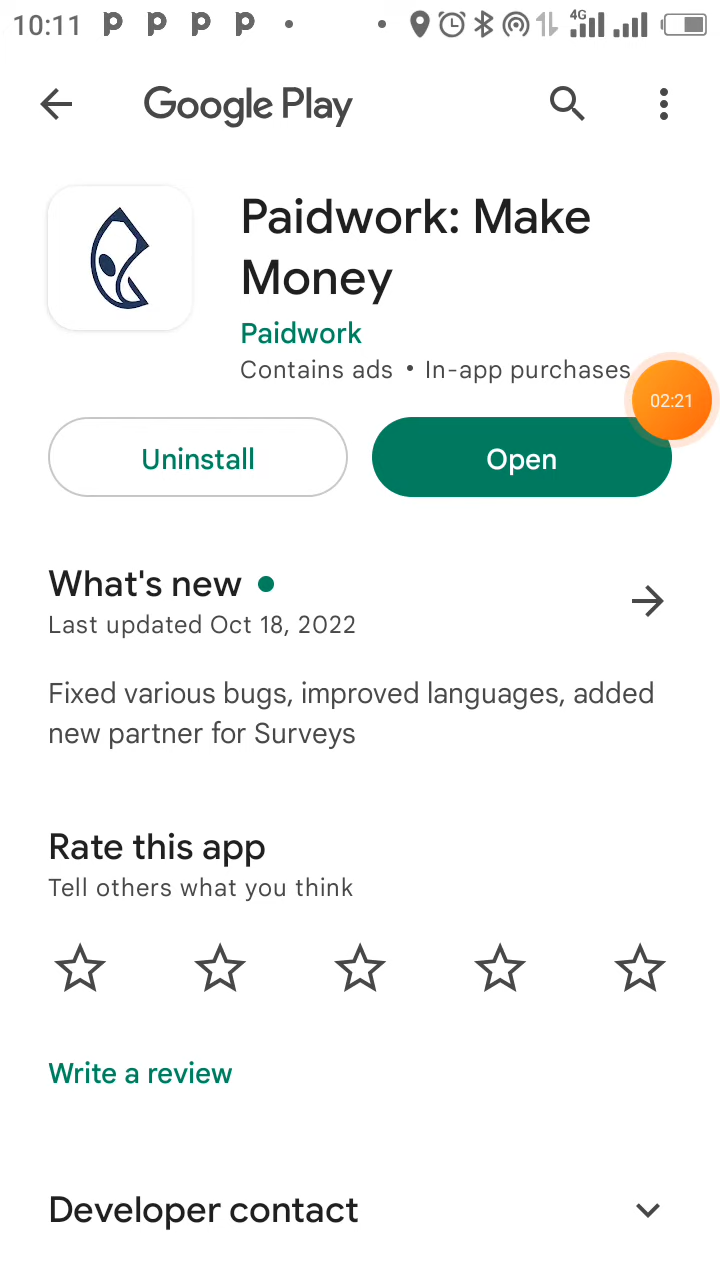 10:11
4G
Google Play
Paidwork: Make
Money
Paidwork
Contains ads • In-app purchases
02:21
Uninstall
Open
What's new
Last updated Oct 18, 2022
Fixed various bugs, improved languages, added
new partner for Surveys
Rate this app
Tell others what you think
Write a review
Developer contact